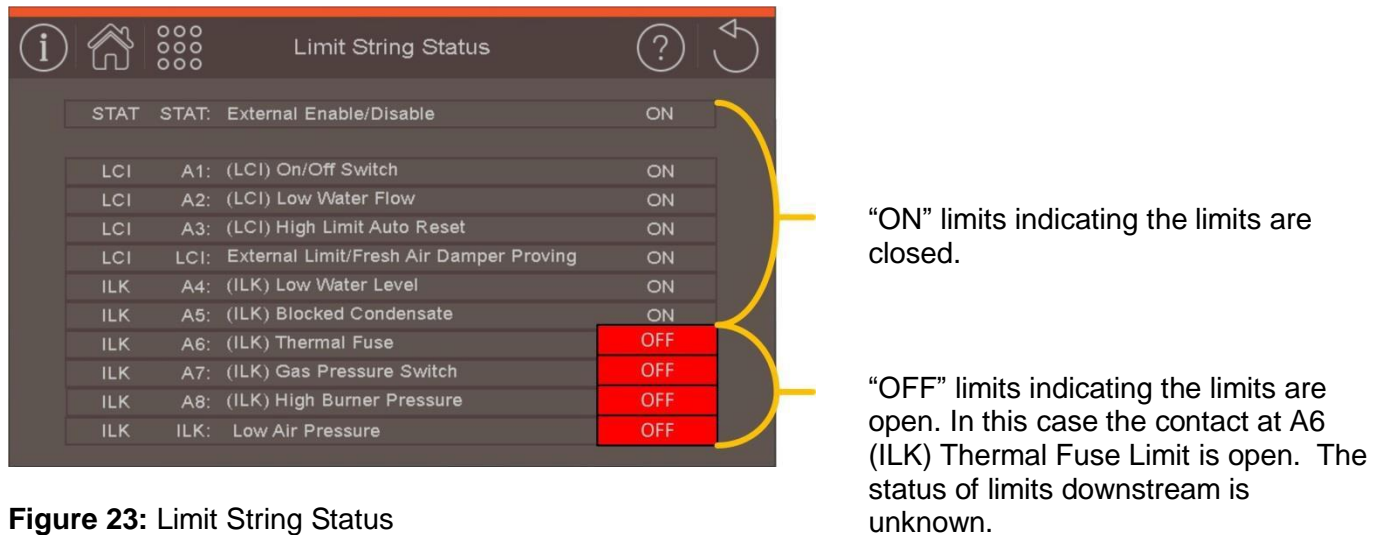 i Limit String Status ?
STAT STAT: External Enable/Disable ON
LCI A1: (LCI) On/Off Switch ON
LCI A2: (LCI) Low Water Flow ON
LCI A3: (LCI) High Limit Auto Reset ON
LCI LCI: External Limit/Fresh Air Damper Proving ON
ILK A4: (ILK) Low Water Level ON
ILK A5: (ILK) Blocked Condensate ON
ILK A6: (ILK) Thermal Fuse OFF
ILK A7: (ILK) Gas Pressure Switch OFF
ILK A8: (ILK) High Burner Pressure OFF
ILK ILK: Low Air Pressure OFF
“ON” limits indicating the limits are
closed.
“OFF” limits indicating the limits are
open. In this case the contact at A6
(ILK) Thermal Fuse Limit is open. The
status of limits downstream is
unknown.
Figure 23: Limit String Status